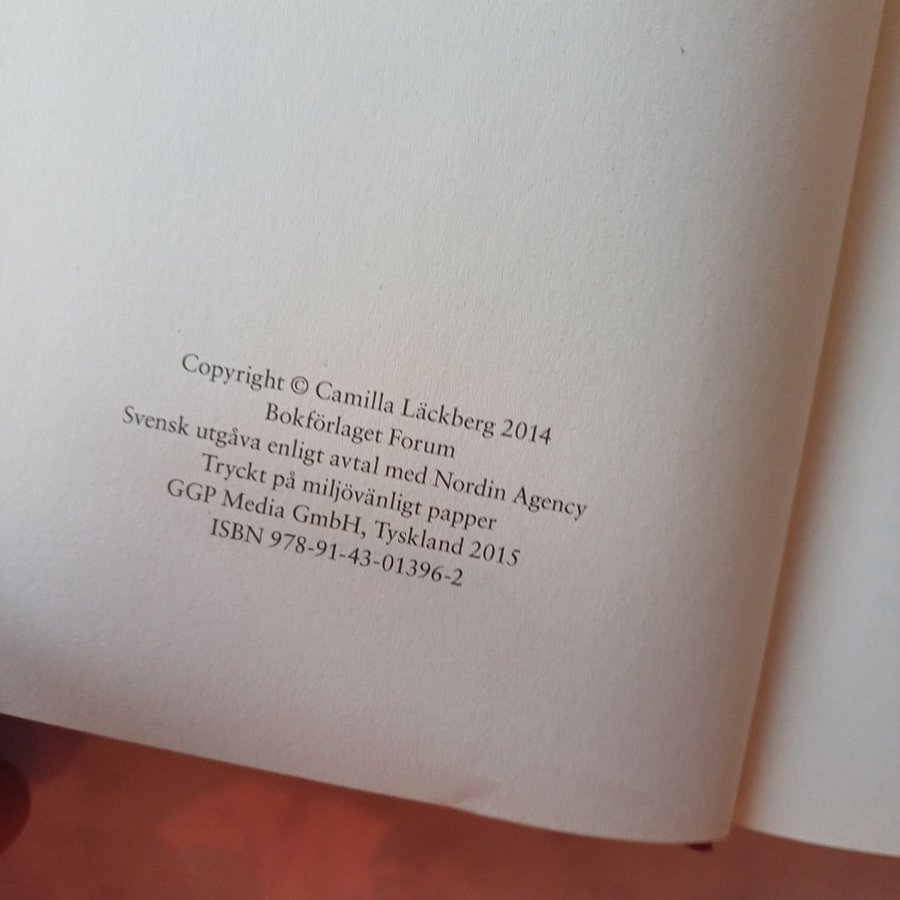 Copyright © Camilla Läckberg 2014
Bokförlaget Forum
Svensk utgåva enligt avtal med Nordin Agency
Tryckt på miljövänligt papper
GGP Media GmbH, Tyskland 2015
ISBN 978-91-43-01396-2